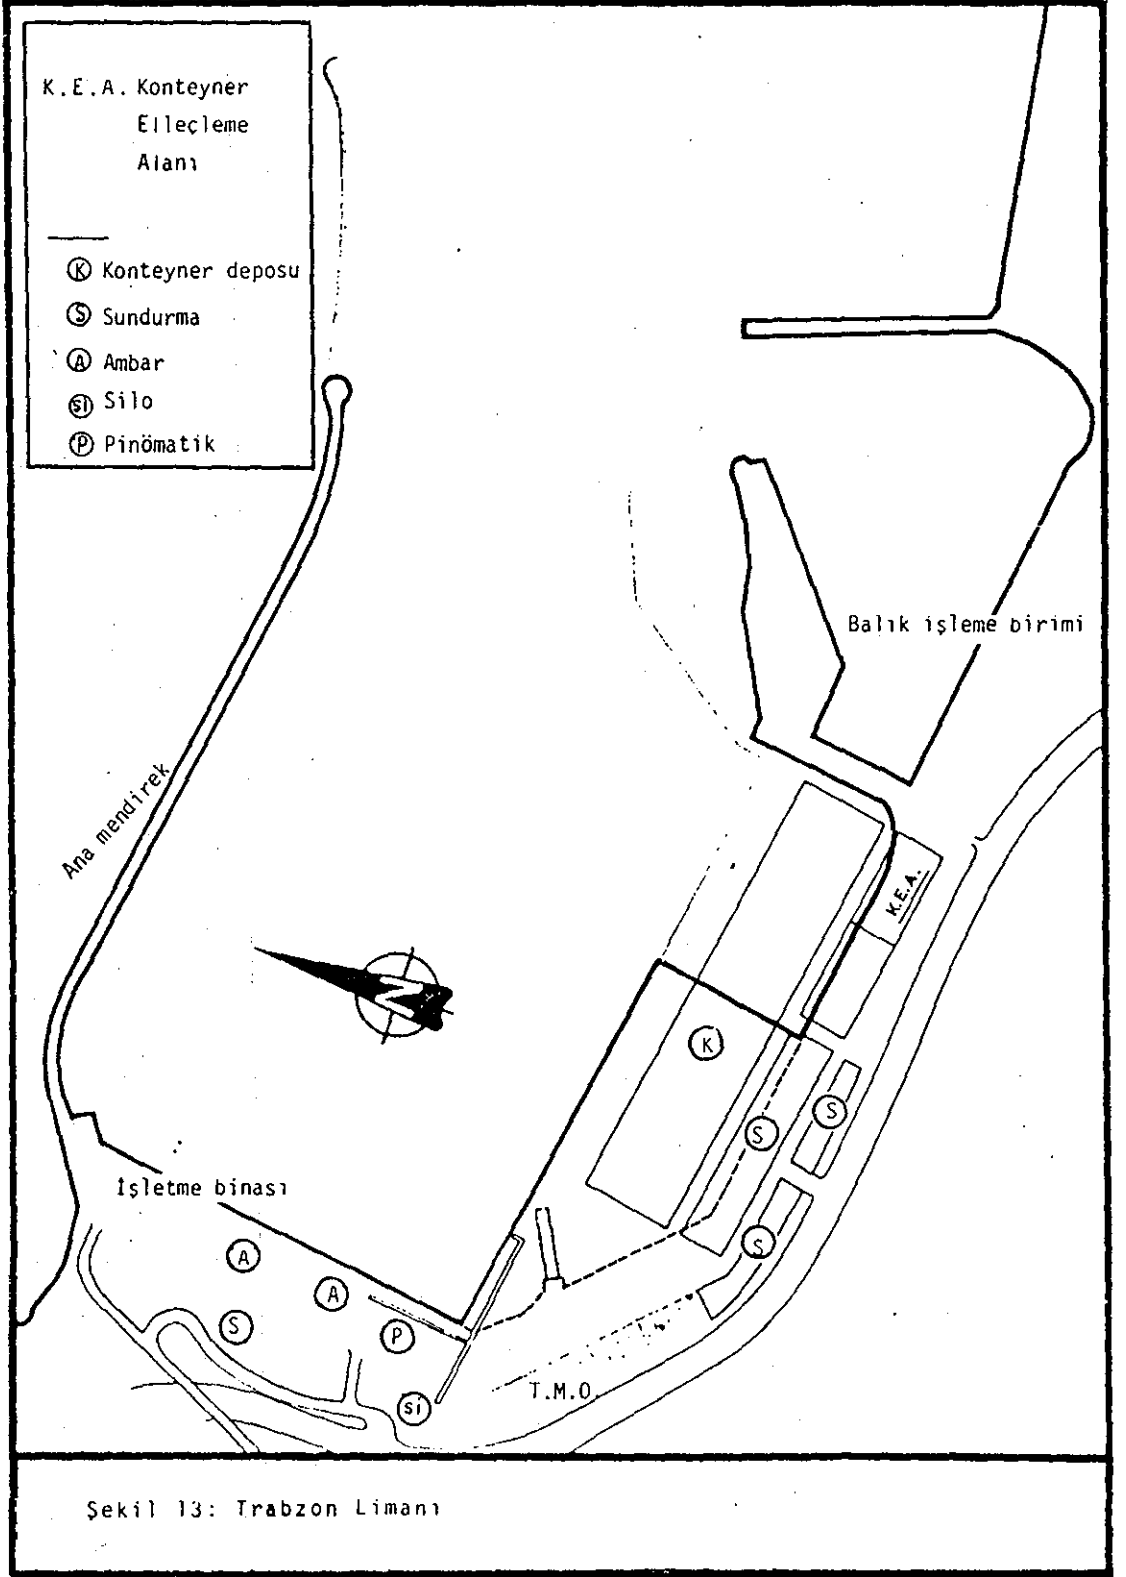 K.E.A. Konteyner
Elleçleme
Alanı
K Konteyner deposu
S Sundurma
A Ambar
Si Silo
P Pinömatik
Balık işleme birimi
Ana mendirek
K.E.A.
N
K
S
S
S
İşletme binası
A
A
S
P
Si
T.M.O.
Şekil 13: Trabzon Limanı